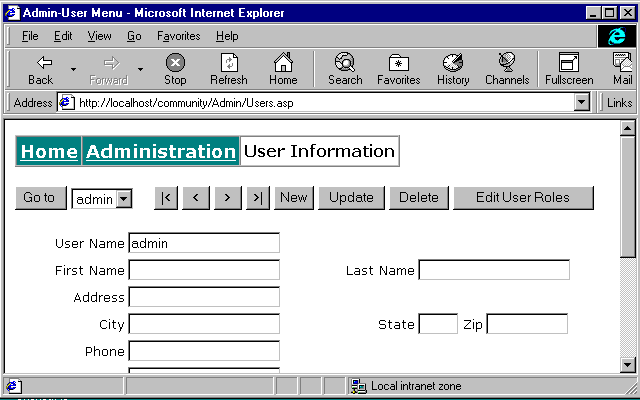 Admin-User Menu - Microsoft Internet Explorer
File Edit View Go Favorites Help
Back Forward Stop Refresh Home Search Favorites History Channels Fullscreen Mail
Address http://localhost/community/Admin/Users.asp Links
Home Administration User Information
Go to admin |< < > >| New Update Delete Edit User Roles
User Name admin
First Name Last Name
Address
City State Zip
Phone
Local intranet zone